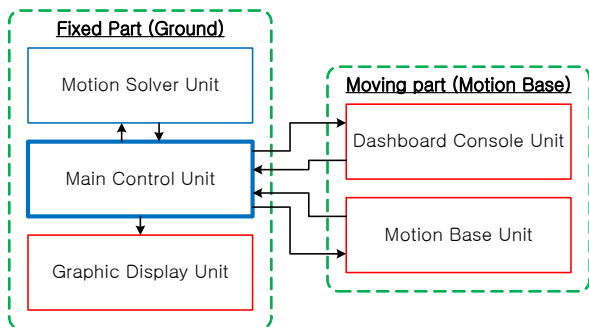 Fixed Part (Ground)
Motion Solver Unit
Main Control Unit
Graphic Display Unit
Moving part (Motion Base)
Dashboard Console Unit
Motion Base Unit